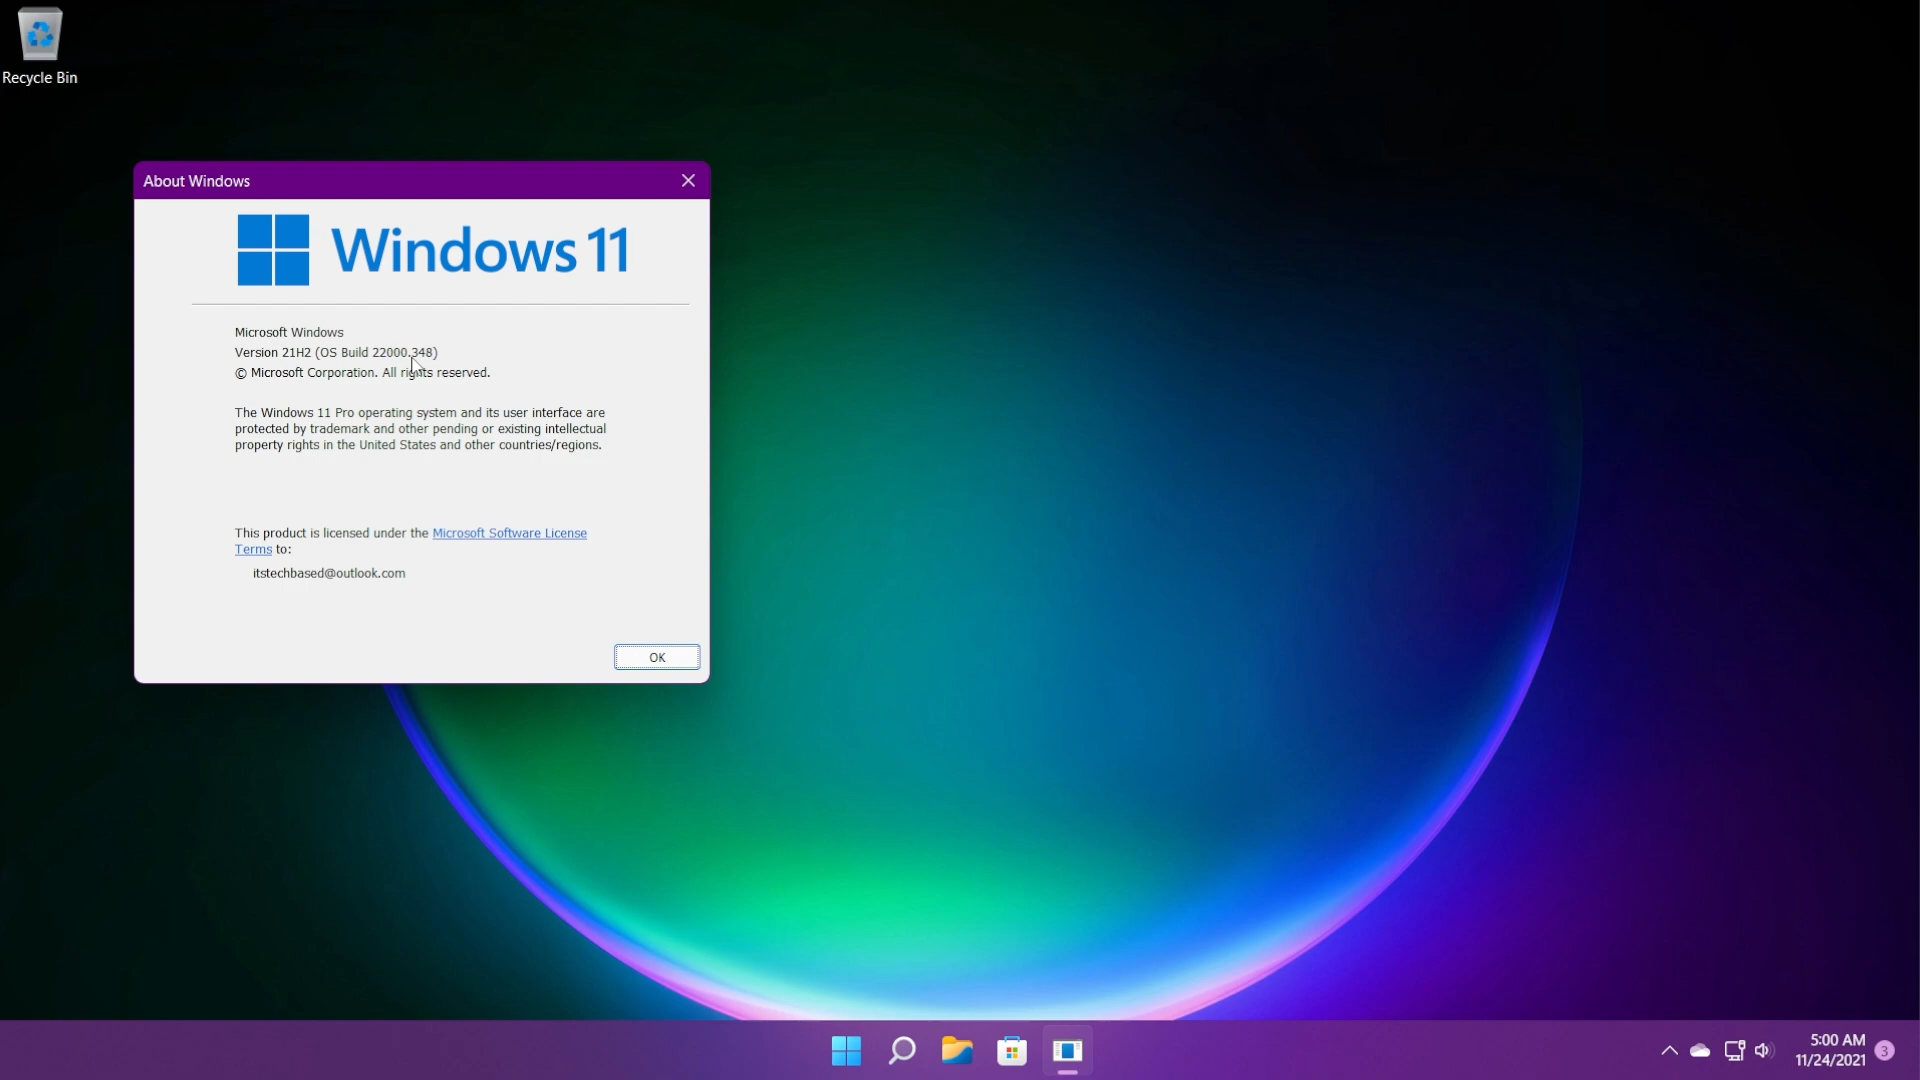 Recycle Bin
About Windows
Windows 11
Microsoft Windows
Version 21H2 (OS Build 22000.348)
© Microsoft Corporation. All rights reserved.
The Windows 11 Pro operating system and its user interface are
protected by trademark and other pending or existing intellectual
property rights in the United States and other countries/regions.
This product is licensed under the Microsoft Software License
Terms to:
itstechbased@outlook.com
OK
5:00 AM
11/24/2021
3